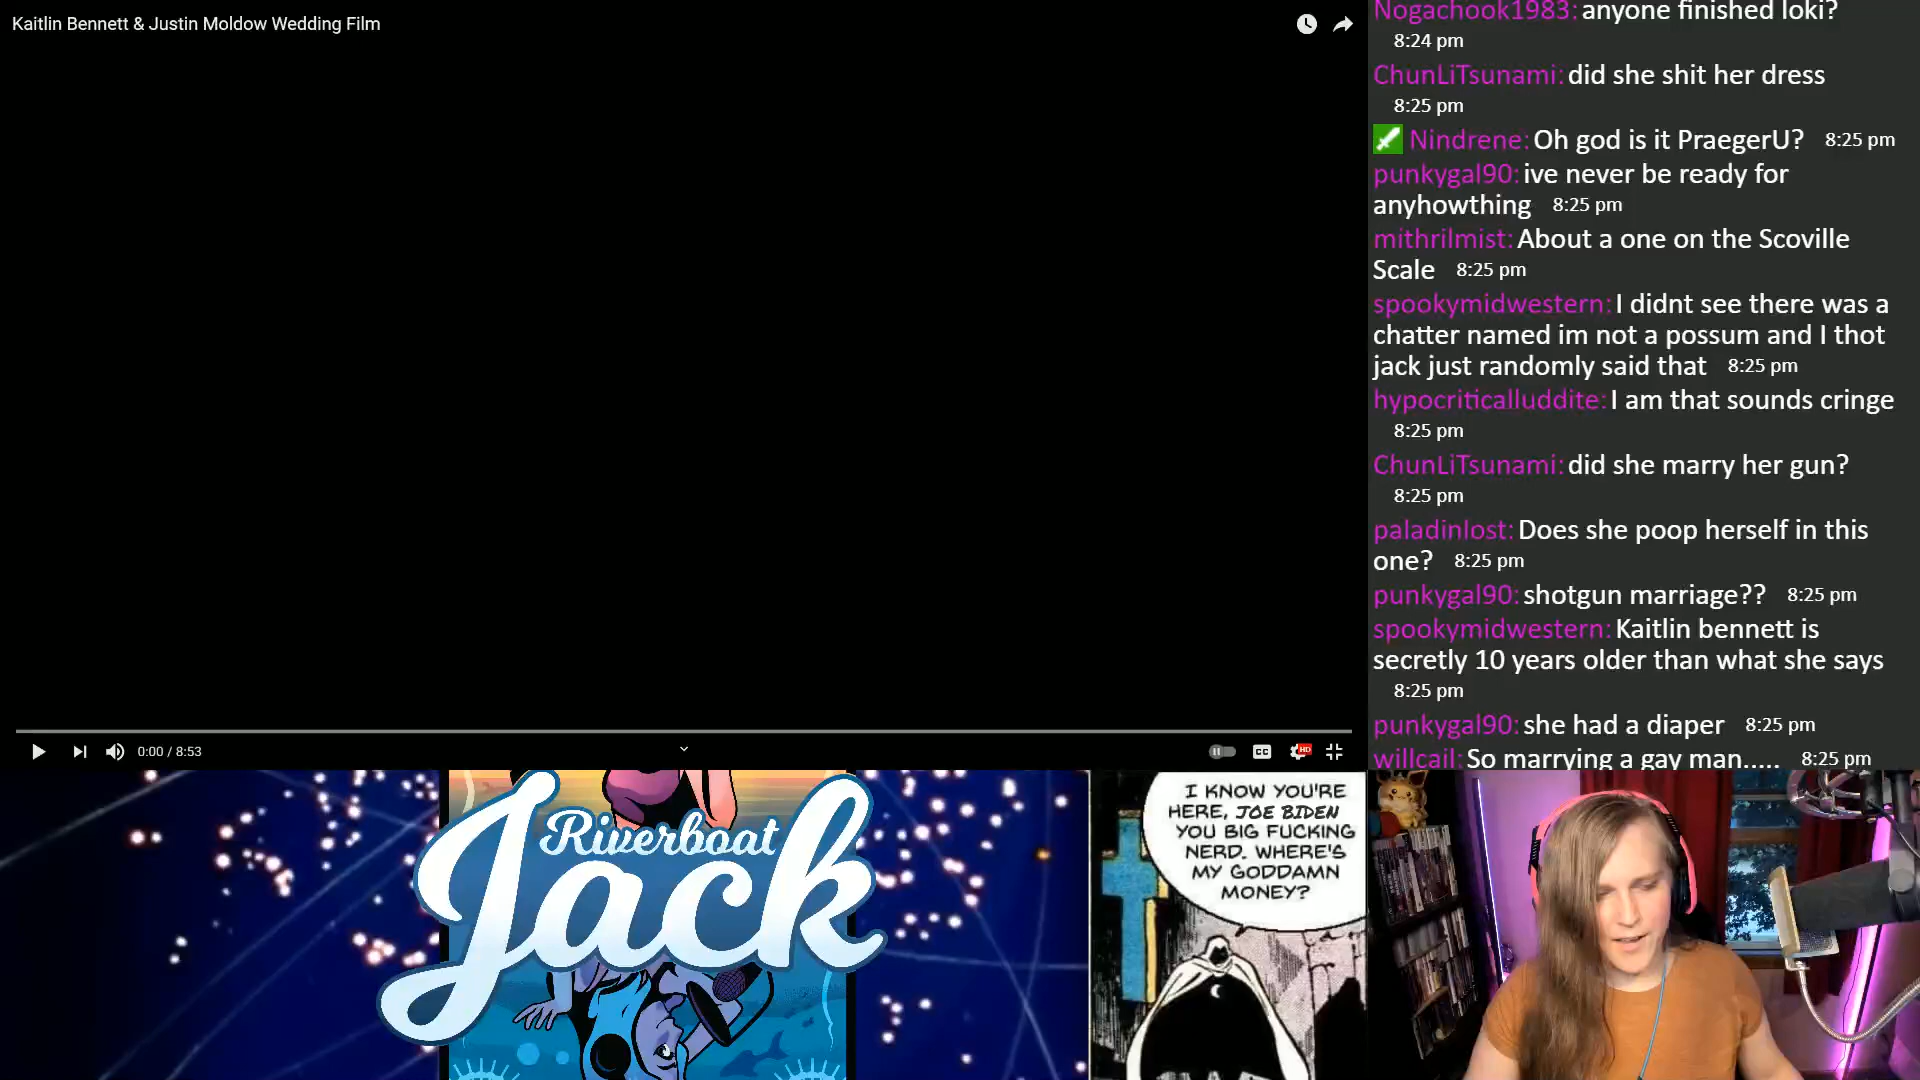 Kaitlin Bennett & Justin Moldow Wedding Film
Nogachook1983: anyone finished loki?
8:24 pm
ChunLiTsunami: did she shit her dress
8:25 pm
Nindrene: Oh god is it PraegerU? 8:25 pm
punkygal90: ive never be ready for
anyhowthing 8:25 pm
mithrilmist: About a one on the Scoville
Scale 8:25 pm
spookymidwestern: I didnt see there was a
chatter named im not a possum and I thot
jack just randomly said that 8:25 pm
hypocriticalluddite: I am that sounds cringe
8:25 pm
ChunLiTsunami: did she marry her gun?
8:25 pm
paladinlost: Does she poop herself in this
one? 8:25 pm
punkygal90: shotgun marriage?? 8:25 pm
spookymidwestern: Kaitlin bennett is
secretly 10 years older than what she says
8:25 pm
punkygal90: she had a diaper 8:25 pm
willcail: So marrying a gay man..... 8:25 pm
0:00 / 8:53
CC
HD
Riverboat
Jack
I KNOW YOU'RE
HERE, JOE BIDEN
YOU BIG FUCKING
NERD. WHERE'S
MY GODDAMN
MONEY?